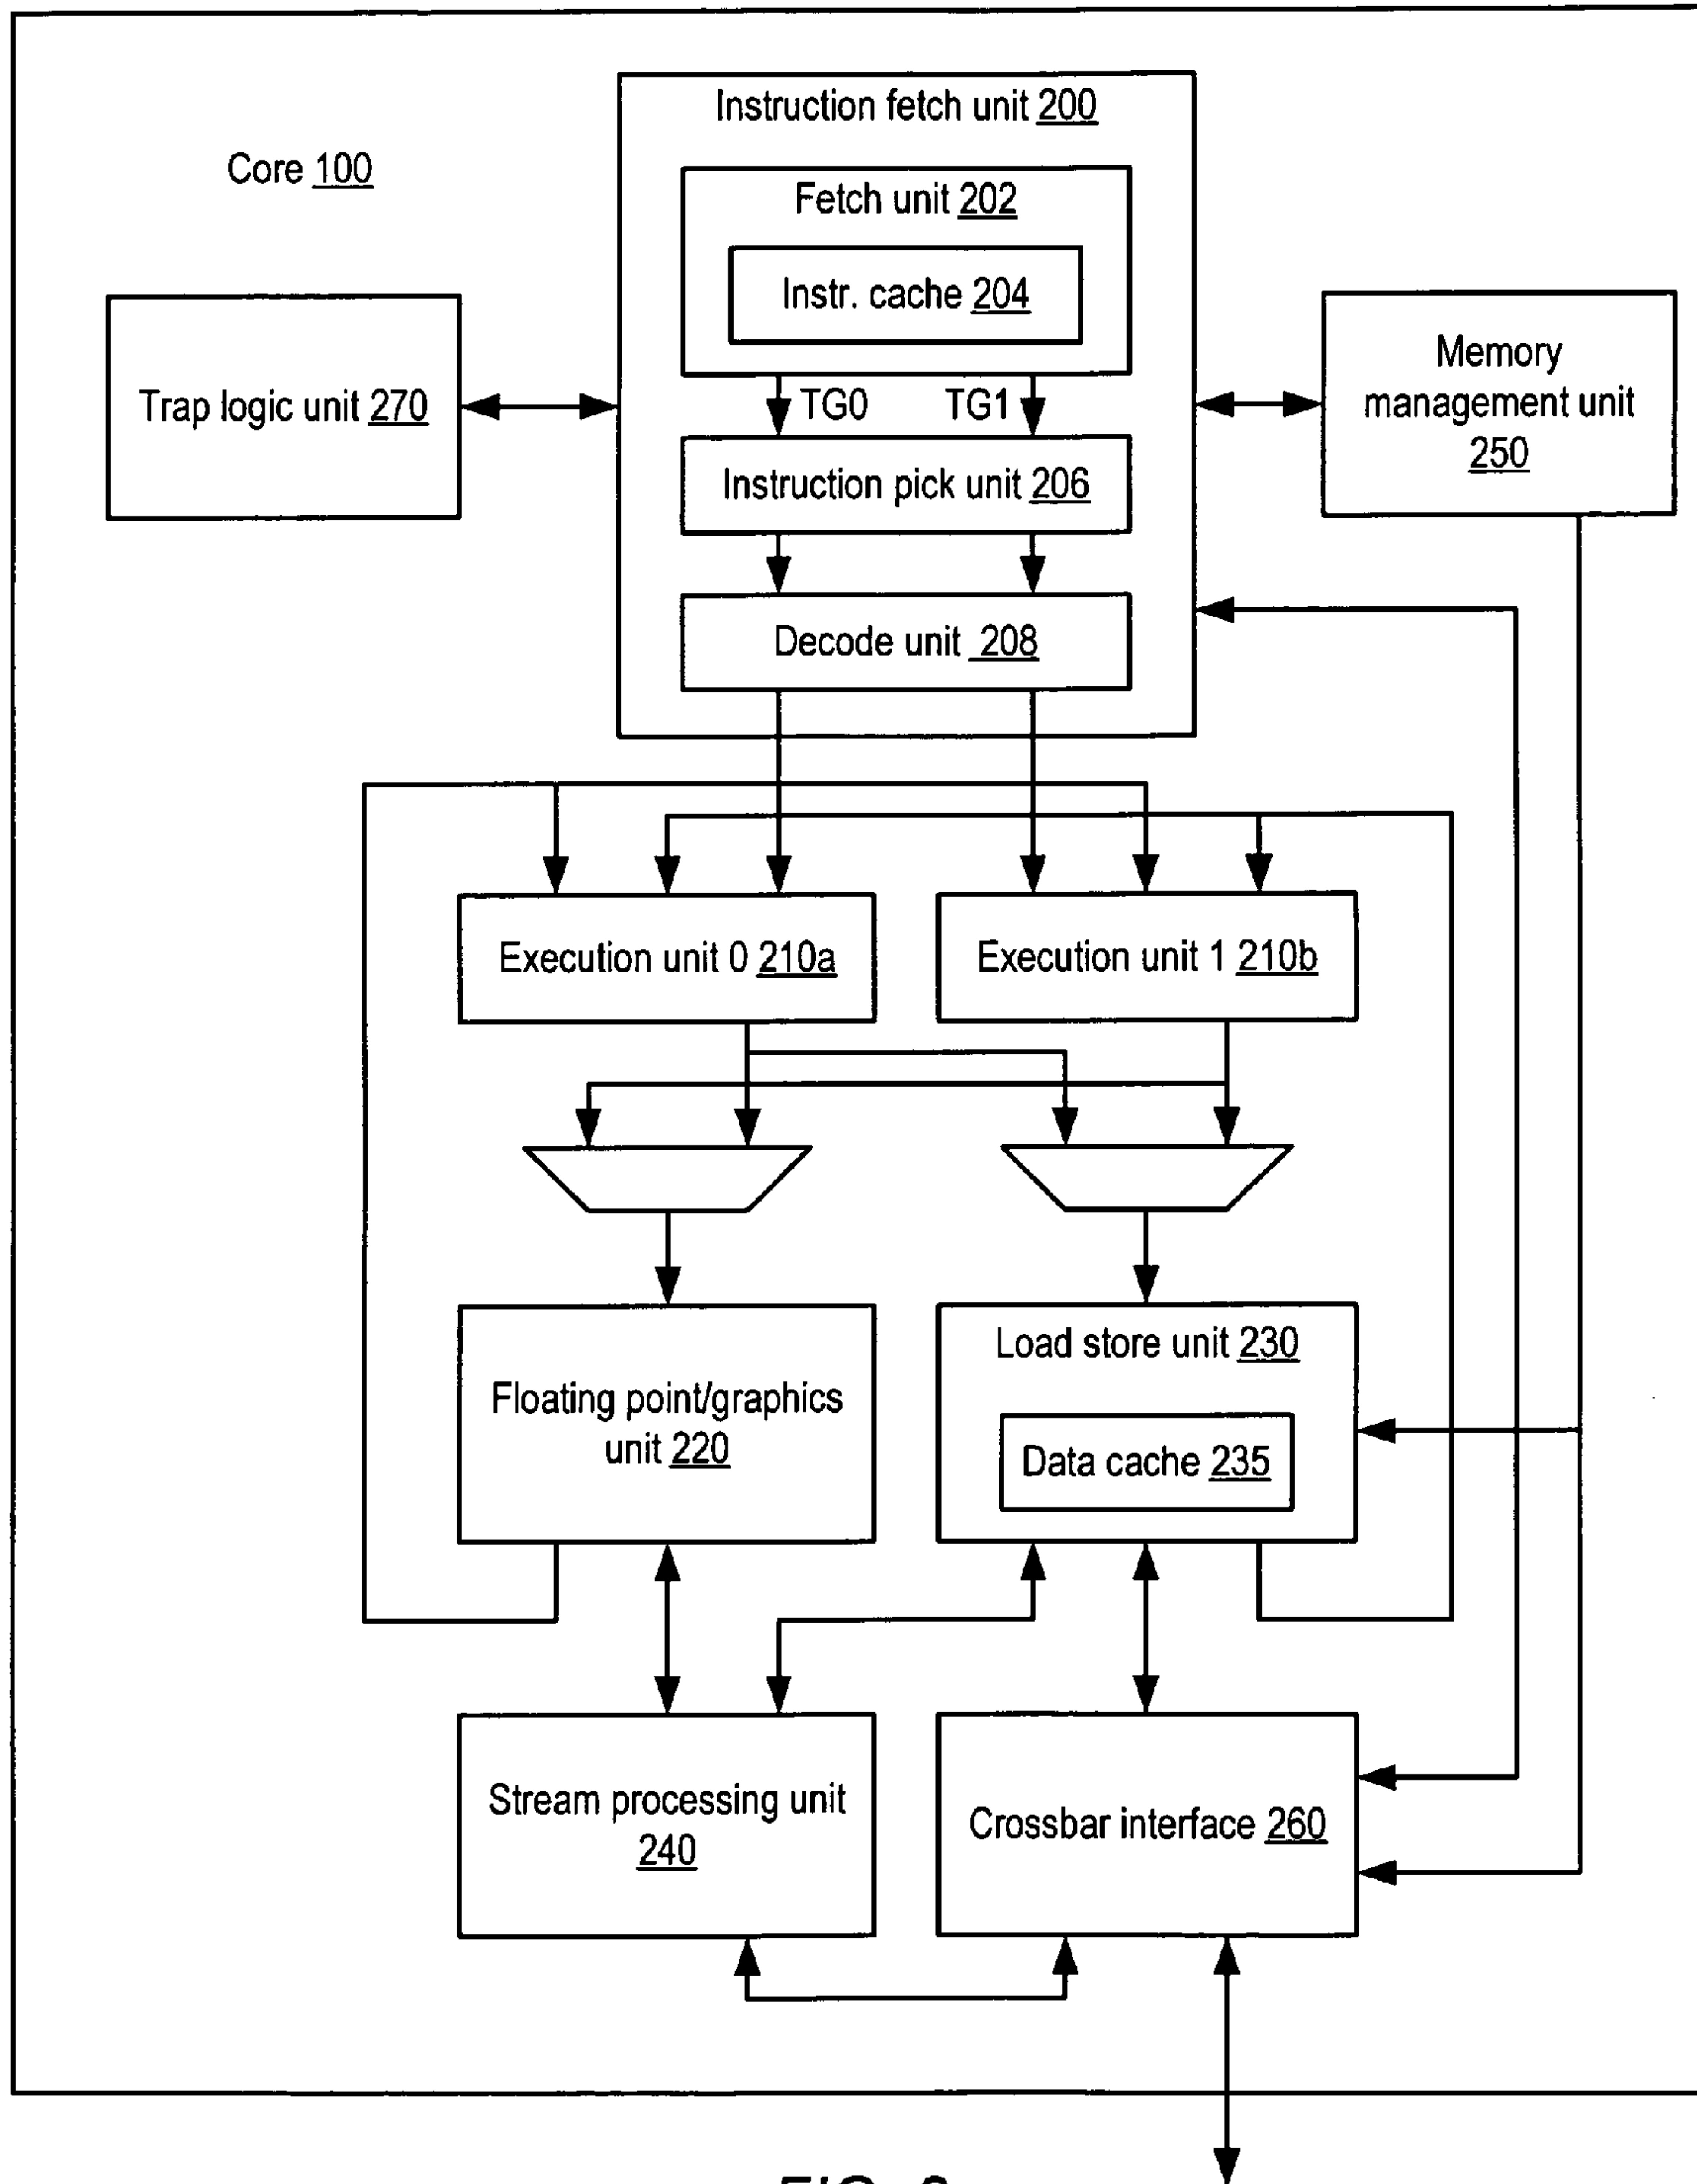 Core 100
Instruction fetch unit 200
Fetch unit 202
Instr. cache 204
TG0
TG1
Instruction pick unit 206
Decode unit 208
Trap logic unit 270
Memory
management unit
250
Execution unit 0 210a
Execution unit 1 210b
Floating point/graphics
unit 220
Load store unit 230
Data cache 235
Stream processing unit
240
Crossbar interface 260